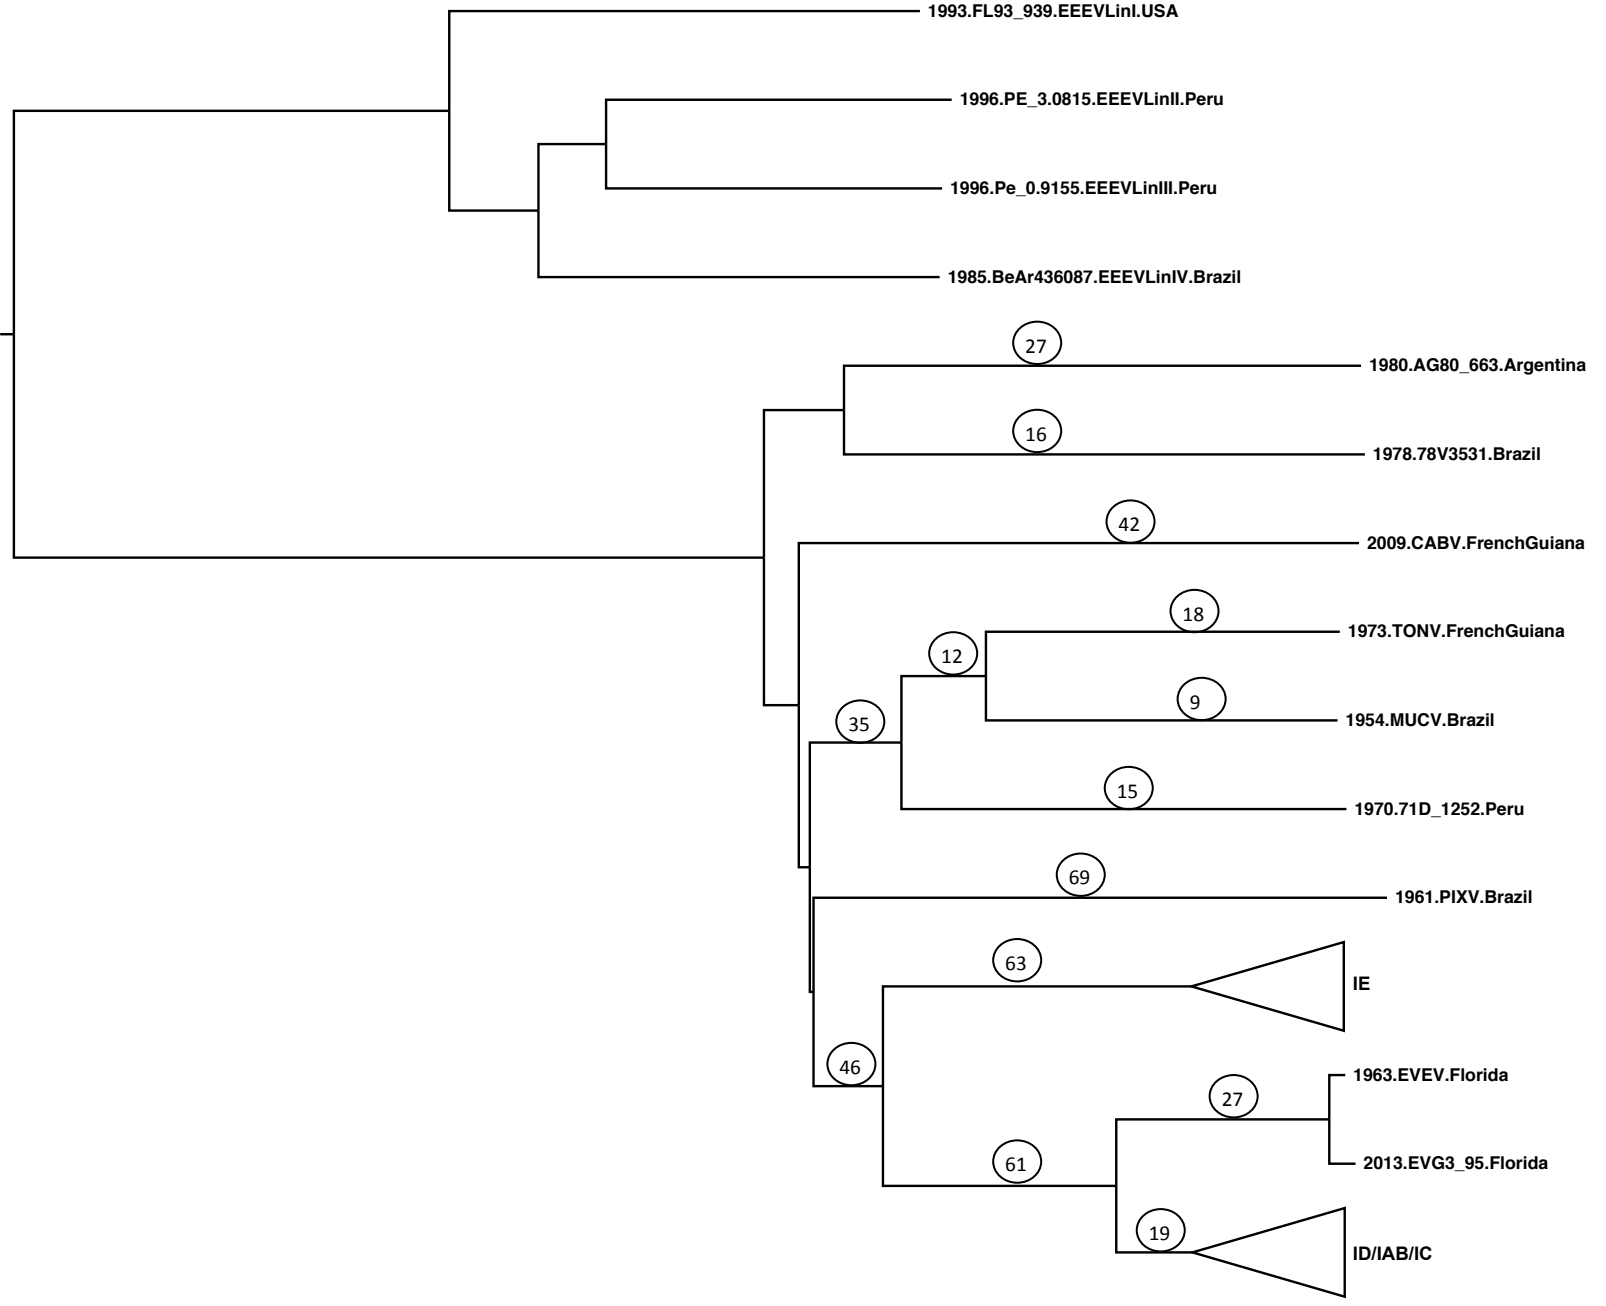 1993.FL93_939.EEEVLinI.USA
1996.PE_3.0815.EEEVLinII.Peru
1996.Pe_0.9155.EEEVLinIII.Peru
1985.BeAr436087.EEEVLinIV.Brazil
27
1980.AG80_663.Argentina
16
1978.78V3531.Brazil
42
2009.CABV.FrenchGuiana
18
1973.TONV.FrenchGuiana
12
9
1954.MUCV.Brazil
35
15
1970.71D_1252.Peru
69
1961.PIXV.Brazil
63
IE
46
1963.EVEV.Florida
27
61
2013.EVG3_95.Florida
19
ID/IAB/IC